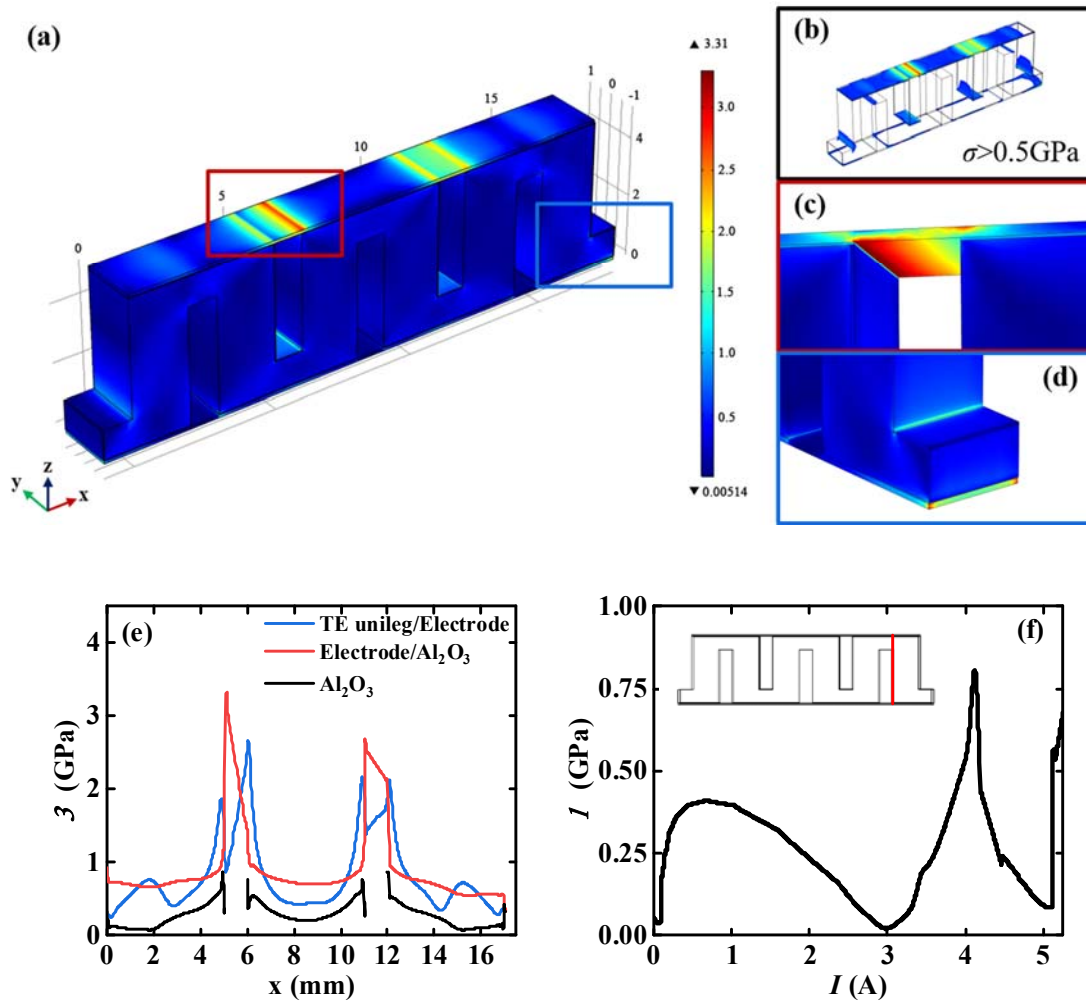 (a)
▲ 3.31
3.0
2.5
2.0
1.5
1.0
0.5
▼ 0.00514
0
5
10
15
1
0
-1
4
2
0
y
z
x
(b)
σ>0.5GPa
(c)
(d)
(e)
TE unileg/Electrode
Electrode/Al₂O₃
Al₂O₃
4
3
2
1
0
3 (GPa)
0 2 4 6 8 10 12 14 16
x (mm)
(f)
1.00
0.75
0.50
0.25
0.00
1 (GPa)
0 1 2 3 4 5
I (A)